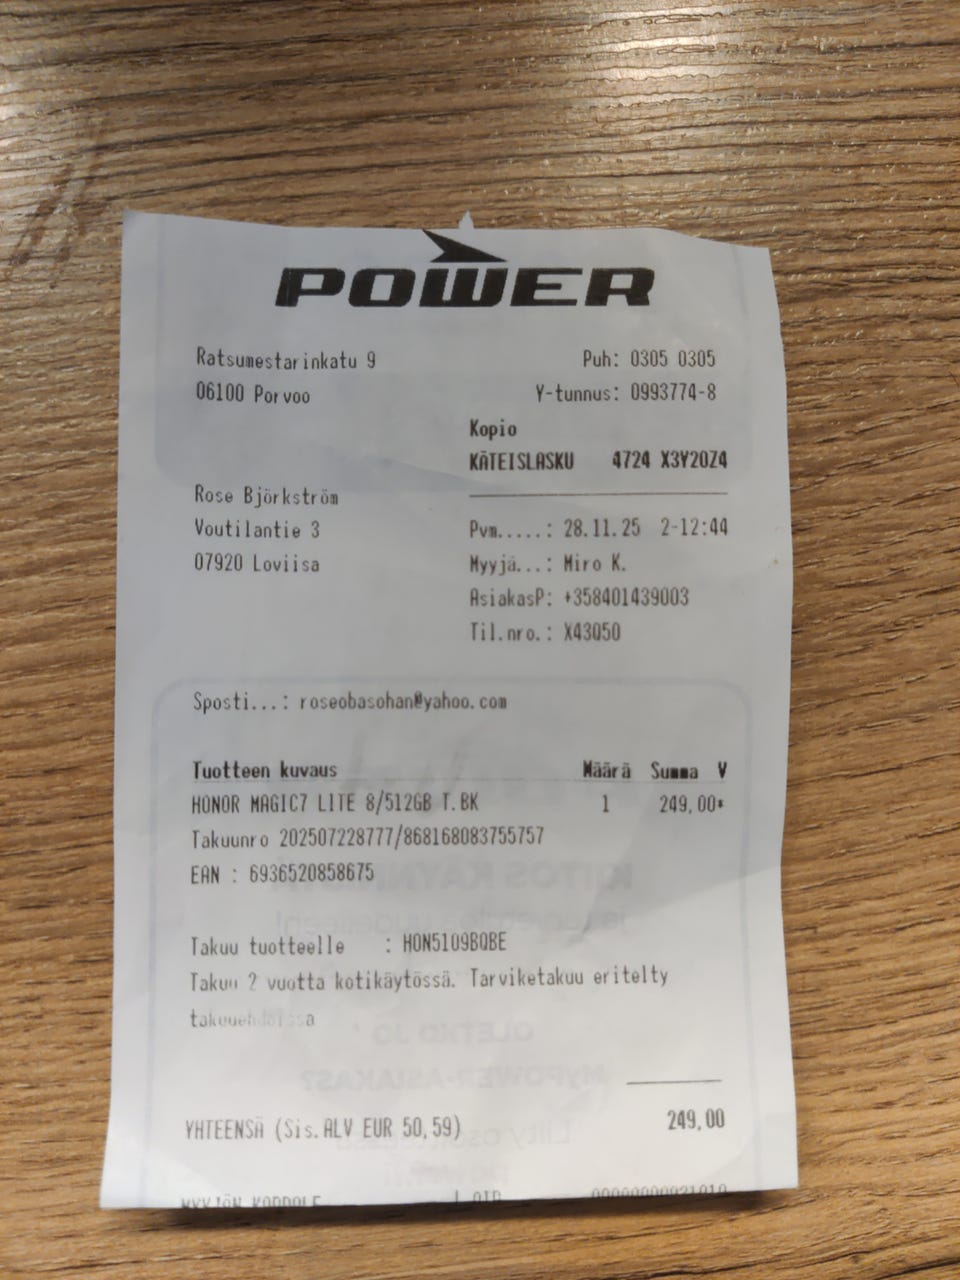 POWER
Ratsumestarinkatu 9 Puh: 0305 0305
06100 Porvoo Y-tunnus: 0993774-8
Kopio
KÄTEISLASKU 4724 X3Y20Z4
Rose Björkström
Voutilantie 3 Pvm.....: 28.11.25 2-12:44
07920 Loviisa Myyjä...: Miro K.
AsiakasP: +358401439003
Til.nro.: X43Q50
Sposti...: roseobasohan@yahoo.com
Tuotteen kuvaus Määrä Summa V
HONOR MAGIC7 LITE 8/512GB T.BK 1 249,00*
Takuunro 202507228777/868168083755757
EAN : 6936520858675
Takuu tuotteelle : HON5109BQBE
Takuu 2 vuotta kotikäytössä. Tarviketakuu eritelty
takuuehdoissa
YHTEENSÄ (Sis.ALV EUR 50,59) 249,00